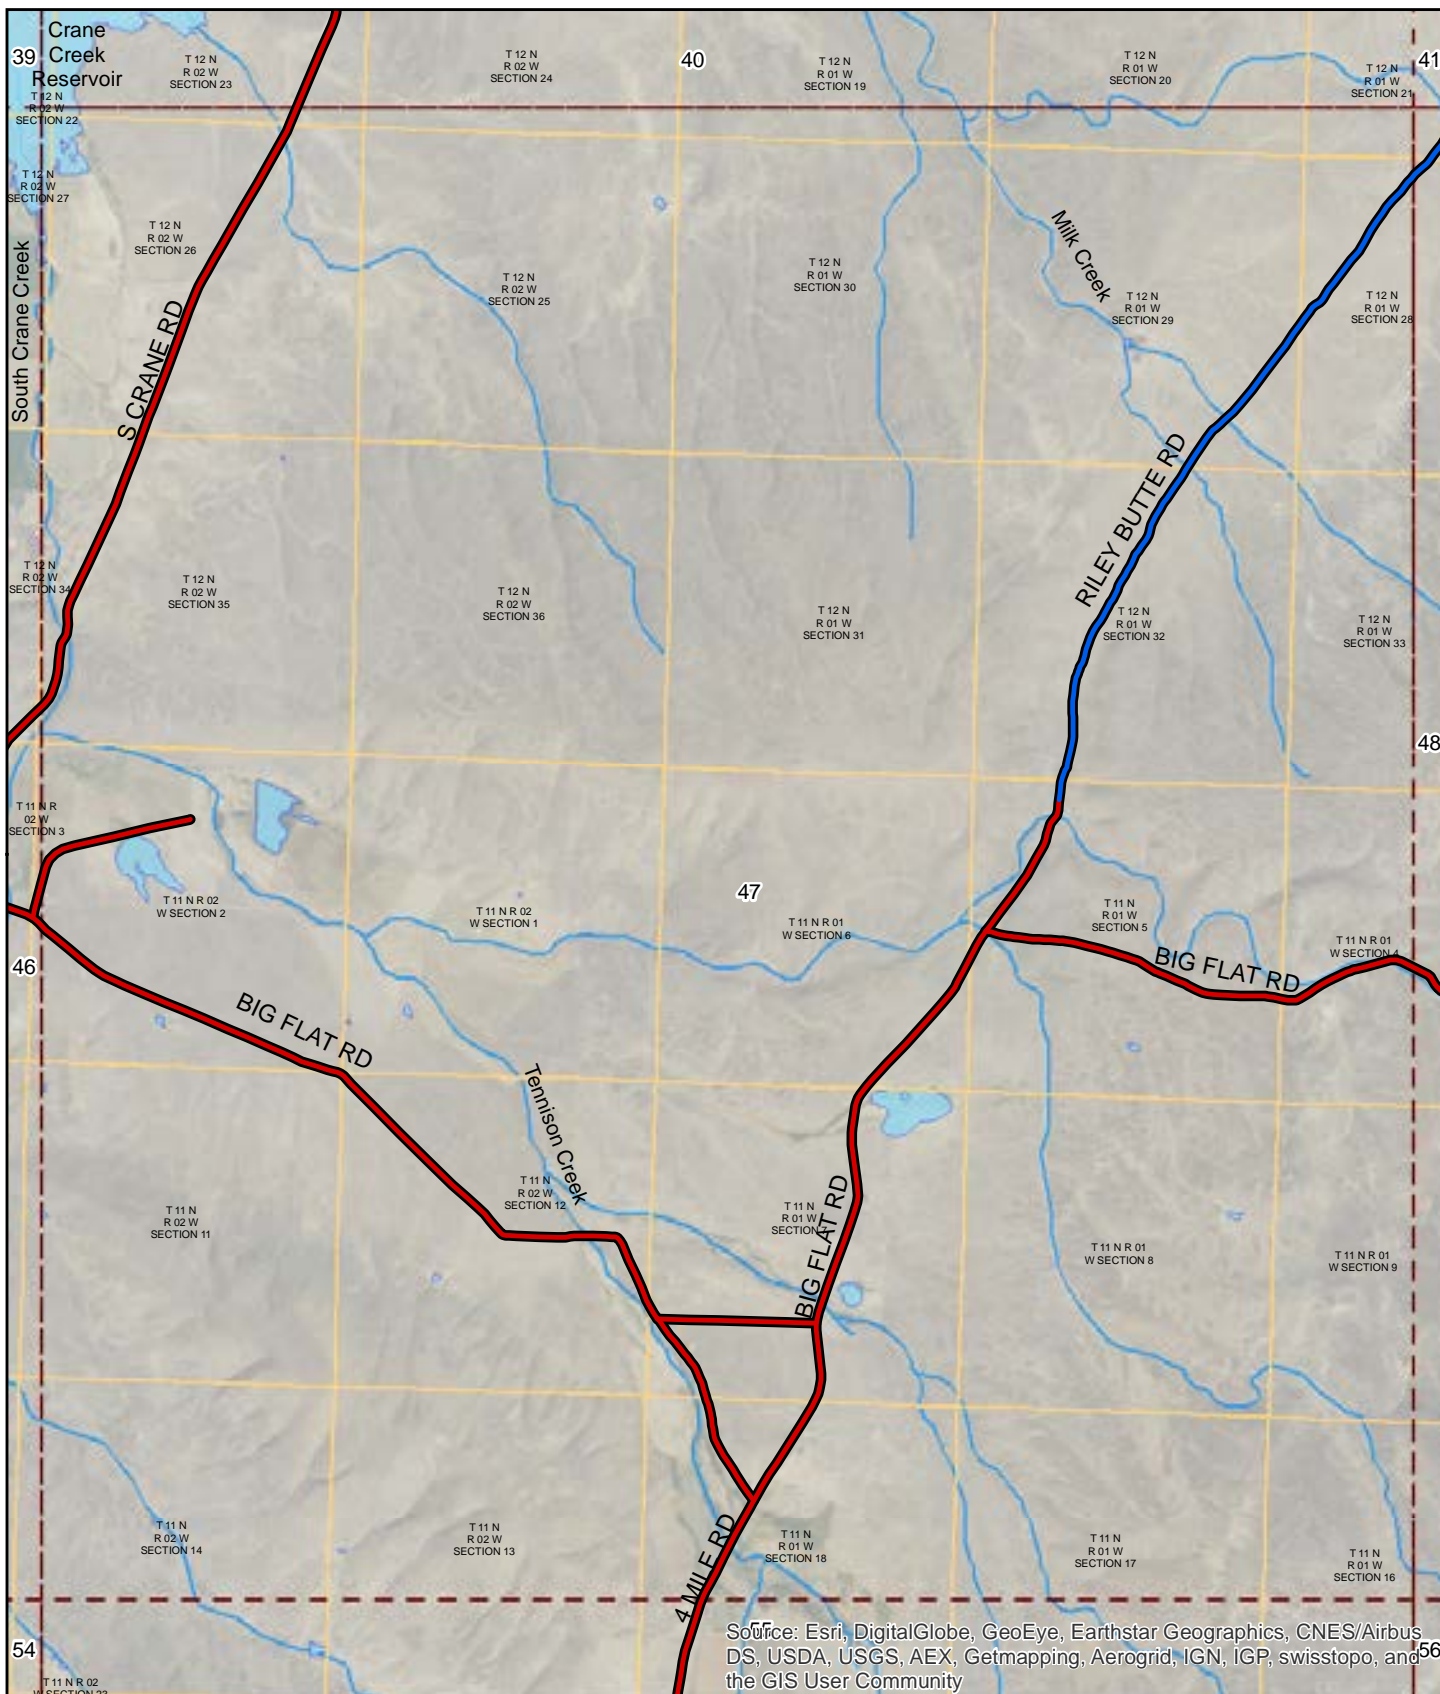 39
Crane
Creek
Reservoir
T 12 N
R 02 W
SECTION 23
T 12 N
R 02 W
SECTION 24
40
T 12 N
R 01 W
SECTION 19
T 12 N
R 01 W
SECTION 20
T 12 N
R 01 W
SECTION 21
41
T 12 N
R 02 W
SECTION 22
T 12 N
R 02 W
SECTION 27
T 12 N
R 02 W
SECTION 26
T 12 N
R 02 W
SECTION 25
T 12 N
R 01 W
SECTION 30
Milk Creek
T 12 N
R 01 W
SECTION 29
T 12 N
R 01 W
SECTION 28
South Crane Creek
S CRANE RD
RILEY BUTTE RD
T 12 N
R 02 W
SECTION 34
T 12 N
R 02 W
SECTION 35
T 12 N
R 02 W
SECTION 36
T 12 N
R 01 W
SECTION 31
T 12 N
R 01 W
SECTION 32
T 12 N
R 01 W
SECTION 33
48
T 11 N R
02 W
SECTION 3
T 11 N R 02
W SECTION 2
T 11 N R 02
W SECTION 1
47
T 11 N R 01
W SECTION 6
T 11 N
R 01 W
SECTION 5
T 11 N R 01
W SECTION 4
46
BIG FLAT RD
BIG FLAT RD
Tennison Creek
T 11 N
R 02 W
SECTION 11
T 11 N
R 02 W
SECTION 12
T 11 N
R 01 W
SECTION 7
BIG FLAT RD
T 11 N R 01
W SECTION 8
T 11 N R 01
W SECTION 9
T 11 N
R 02 W
SECTION 14
T 11 N
R 02 W
SECTION 13
4 MILE RD
T 11 N
R 01 W
SECTION 18
T 11 N
R 01 W
SECTION 17
T 11 N
R 01 W
SECTION 16
54
55
56
T 11 N R 02
W SECTION 23
Source: Esri, DigitalGlobe, GeoEye, Earthstar Geographics, CNES/Airbus
DS, USDA, USGS, AEX, Getmapping, Aerogrid, IGN, IGP, swisstopo, and
the GIS User Community